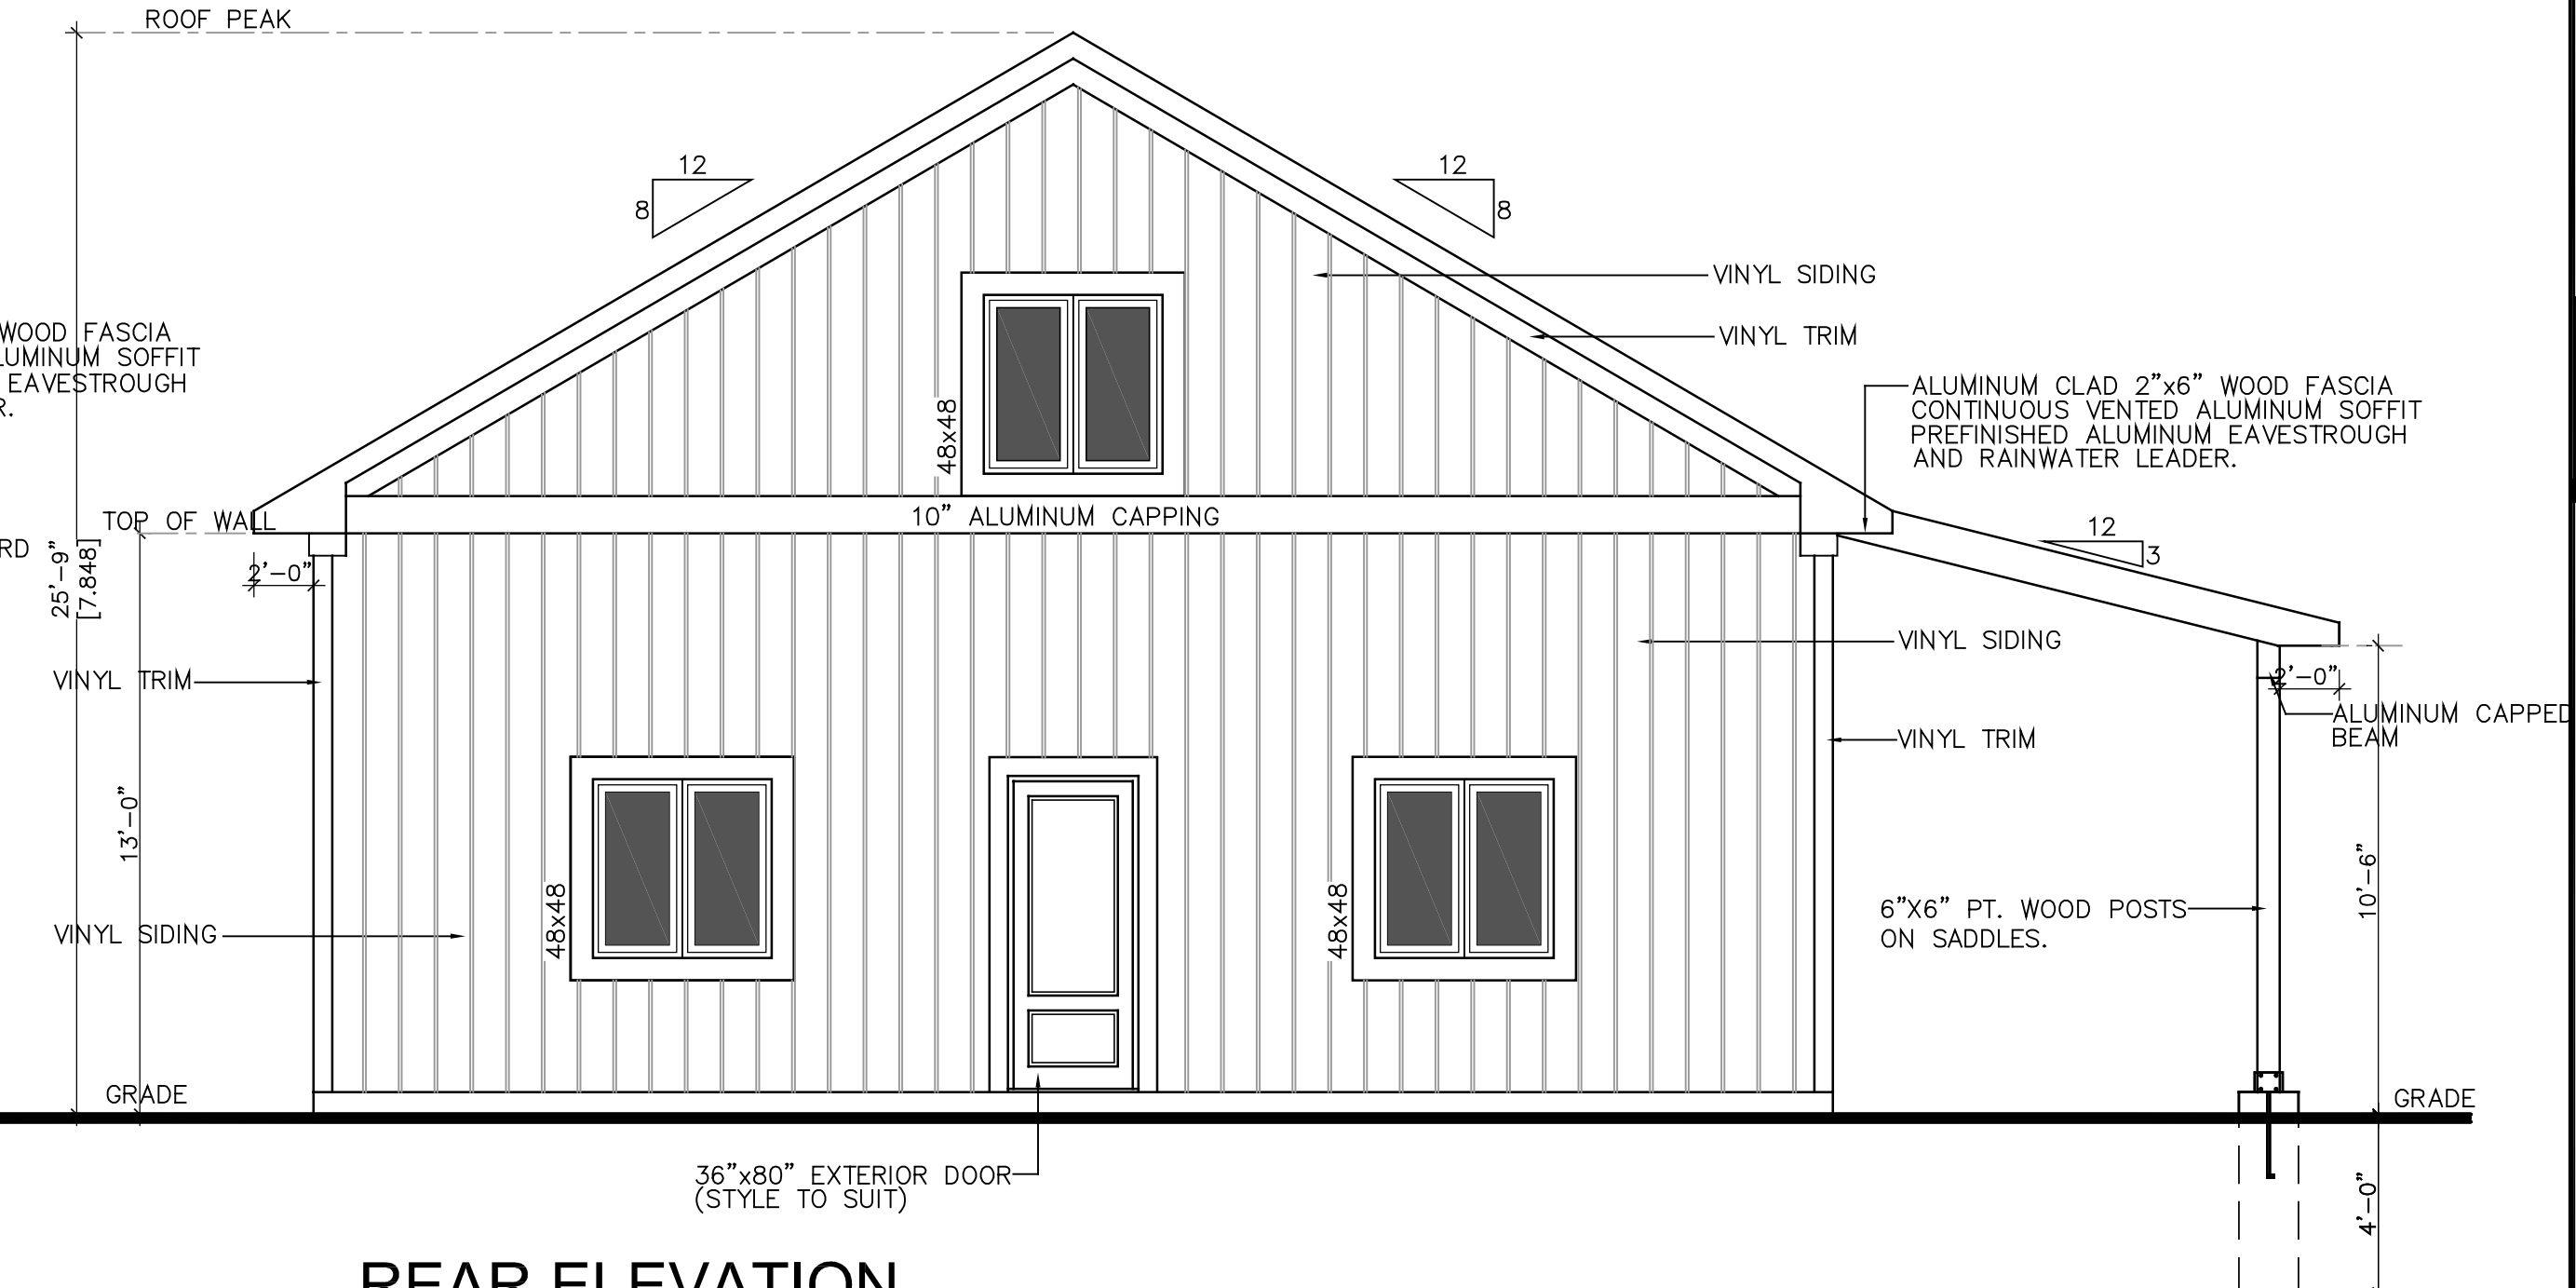 ROOF PEAK
12
8
12
8
VINYL SIDING
VINYL TRIM
WOOD FASCIA
ALUMINUM SOFFIT
EAVESTROUGH
R.
48x48
ALUMINUM CLAD 2"x6" WOOD FASCIA
CONTINUOUS VENTED ALUMINUM SOFFIT
PREFINISHED ALUMINUM EAVESTROUGH
AND RAINWATER LEADER.
TOP OF WALL
10" ALUMINUM CAPPING
12
3
RD
25'-9"
[7.848]
2'-0"
VINYL SIDING
VINYL TRIM
2'-0"
ALUMINUM CAPPED
BEAM
VINYL TRIM
13'-0"
48x48
48x48
10'-6"
6"X6" PT. WOOD POSTS
ON SADDLES.
VINYL SIDING
GRADE
GRADE
36"x80" EXTERIOR DOOR
(STYLE TO SUIT)
4'-0"
REAR ELEVATION